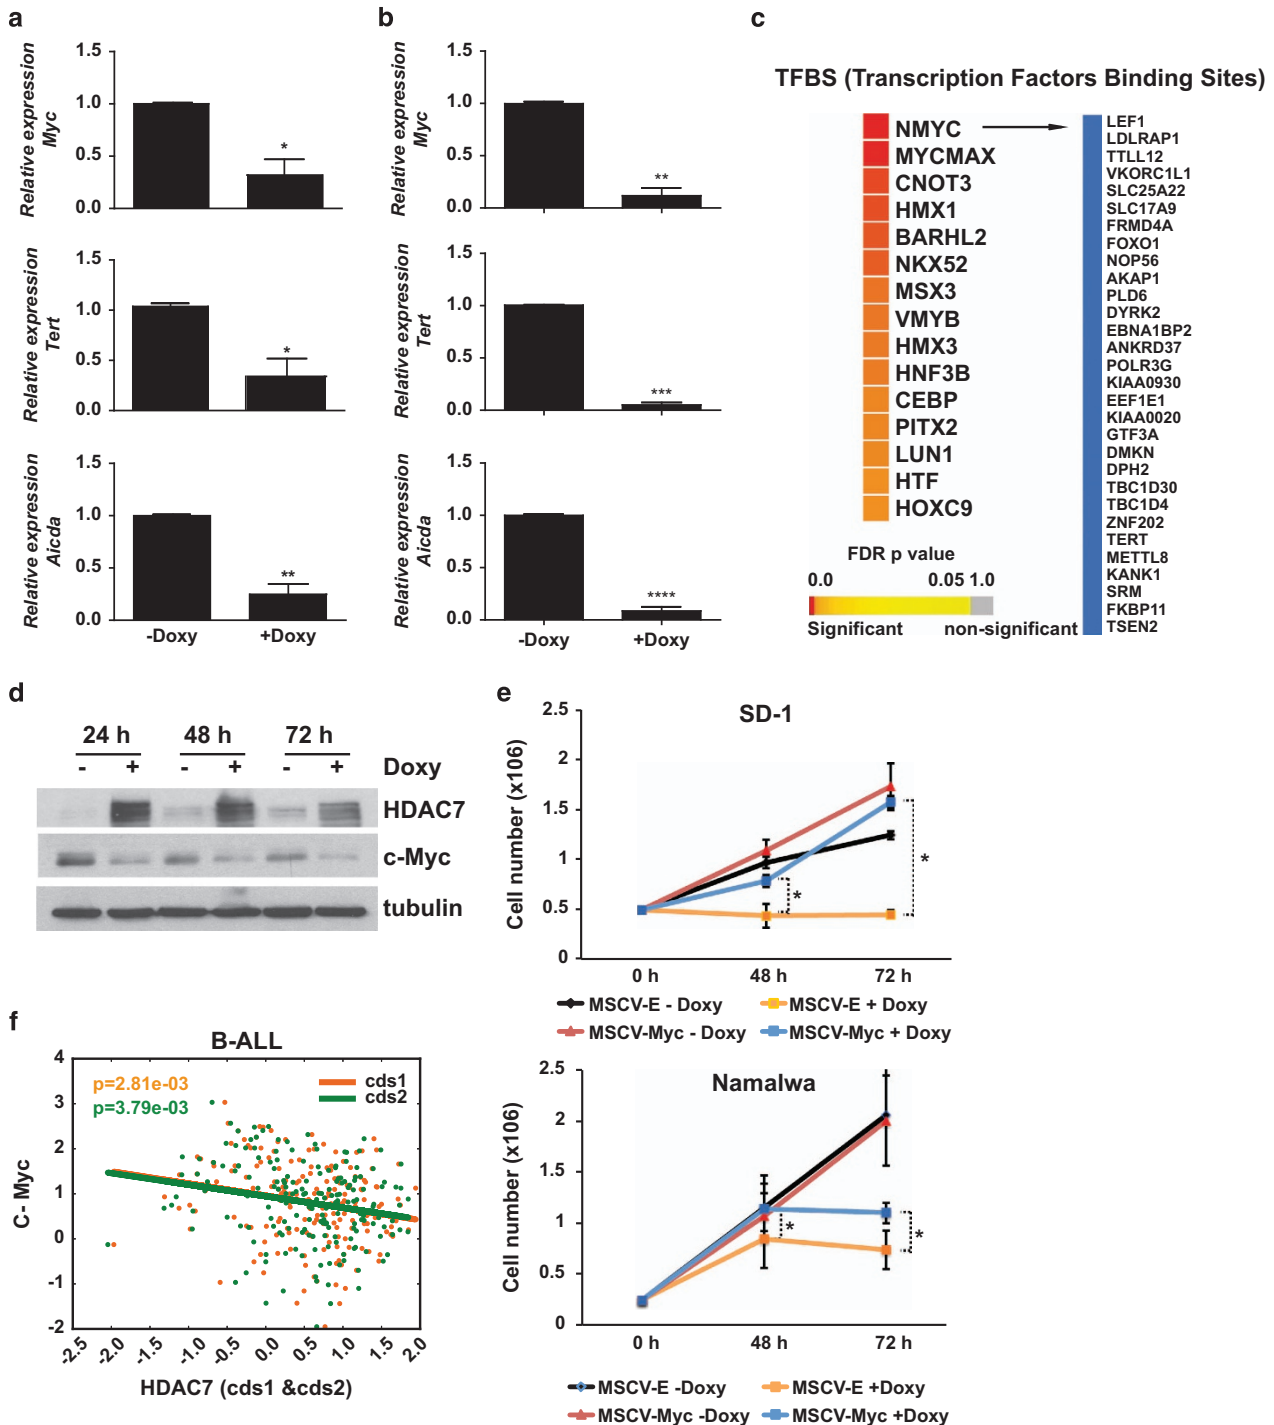 a
Relative expression
Myc
1.5
1.0
0.5
0.0
*
Relative expression
Tert
1.5
1.0
0.5
0.0
*
Relative expression
Aicda
1.5
1.0
0.5
0.0
**
-Doxy
+Doxy
b
Relative expression
Myc
1.5
1.0
0.5
0.0
**
Relative expression
Tert
1.5
1.0
0.5
0.0
***
Relative expression
Aicda
1.5
1.0
0.5
0.0
****
-Doxy
+Doxy
c
TFBS (Transcription Factors Binding Sites)
NMYC
MYCMAX
CNOT3
HMX1
BARHL2
NKX52
MSX3
VMYB
HMX3
HNF3B
CEBP
PITX2
LUN1
HTF
HOXC9
FDR p value
0.0 0.05 1.0
Significant non-significant
LEF1
LDLRAP1
TTLL12
VKORC1L1
SLC25A22
SLC17A9
FRMD4A
FOXO1
NOP56
AKAP1
PLD6
DYRK2
EBNA1BP2
ANKRD37
POLR3G
KIAA0930
EEF1E1
KIAA0020
GTF3A
DMKN
DPH2
TBC1D30
TBC1D4
ZNF202
TERT
METTL8
KANK1
SRM
FKBP11
TSEN2
d
24 h 48 h 72 h
- + - + - + Doxy
HDAC7
c-Myc
tubulin
e
SD-1
Cell number (x106)
2.5
2
1.5
1
0.5
0
*
*
0 h 48 h 72 h
MSCV-E - Doxy MSCV-E + Doxy
MSCV-Myc - Doxy MSCV-Myc + Doxy
Namalwa
Cell number (x106)
2.5
2
1.5
1
0.5
0
*
*
0 h 48 h 72 h
MSCV-E -Doxy MSCV-E +Doxy
MSCV-Myc -Doxy MSCV-Myc +Doxy
f
B-ALL
p=2.81e-03
p=3.79e-03
cds1
cds2
C- Myc
4
3
2
1
0
-1
-2
-2.5 -2.0 -1.5 -1.0 -0.5 0.0 0.5 1.0 1.5 2.0
HDAC7 (cds1 &cds2)